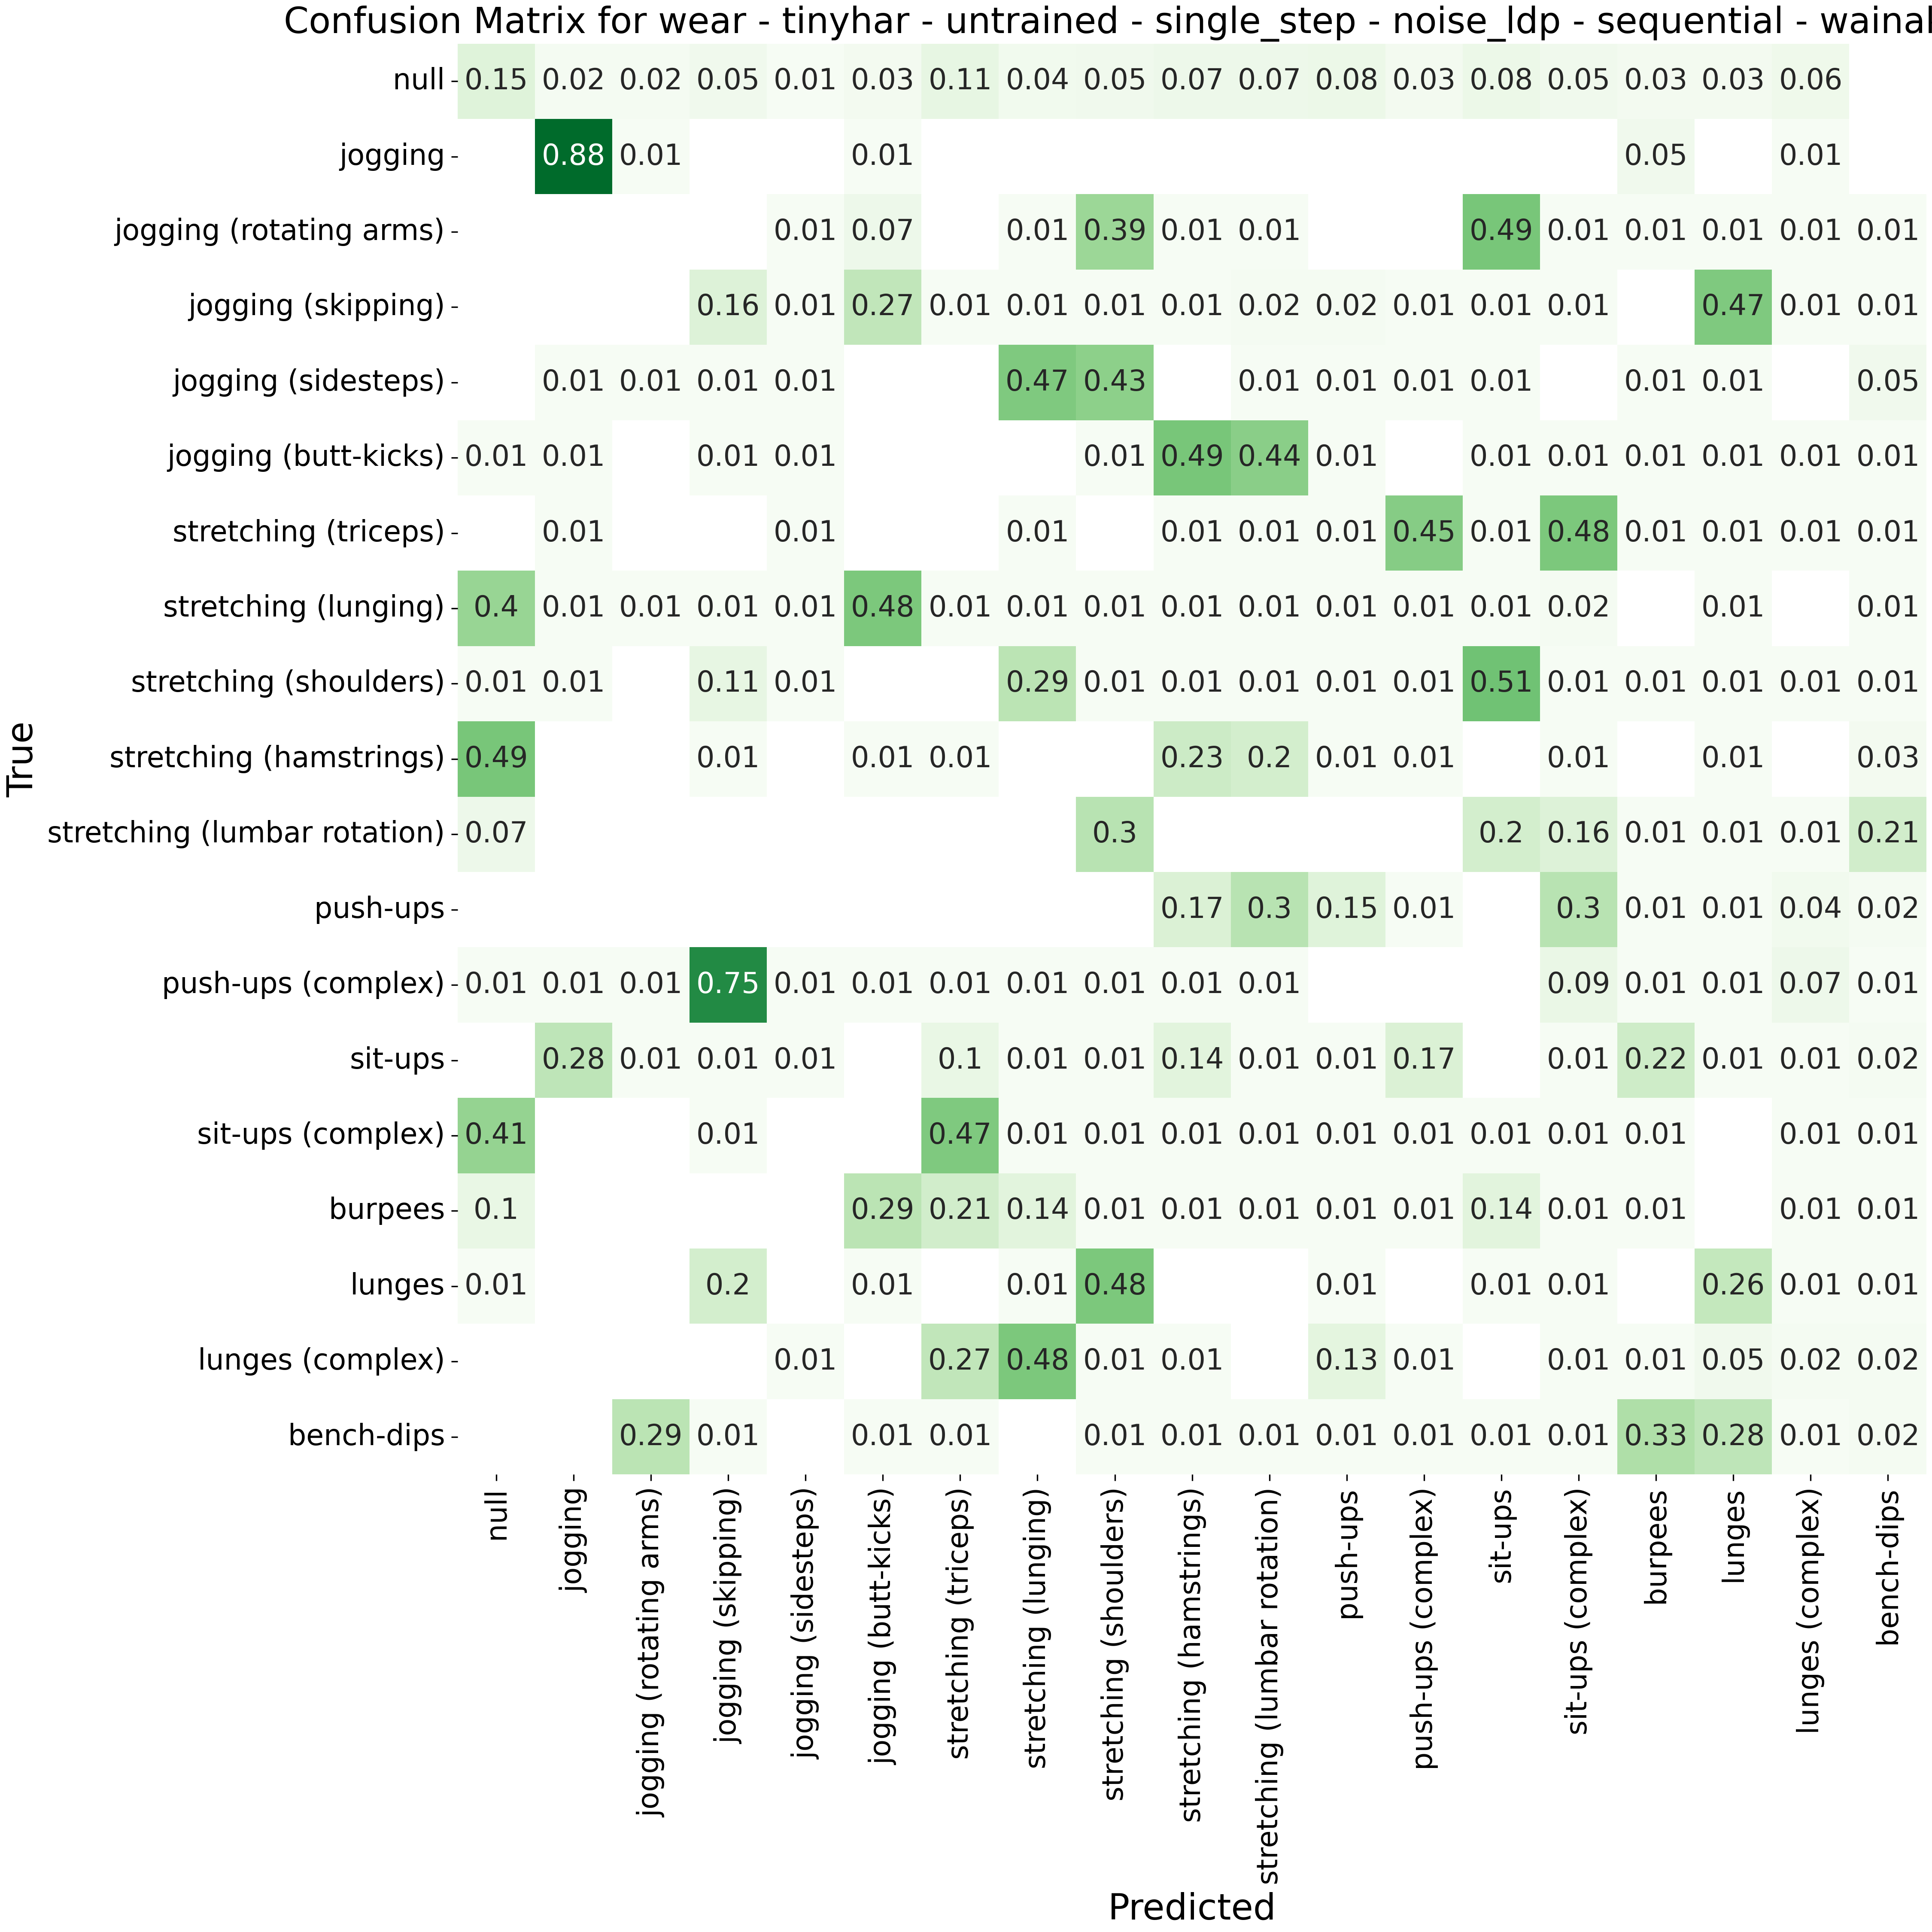 Confusion Matrix for wear - tinyhar - untrained - single_step - noise_ldp - sequential - wainal
null 0.15 0.02 0.02 0.05 0.01 0.03 0.11 0.04 0.05 0.07 0.07 0.08 0.03 0.08 0.05 0.03 0.03 0.06
jogging 0.88 0.01 0.01 0.05 0.01
jogging (rotating arms) 0.01 0.07 0.01 0.39 0.01 0.01 0.49 0.01 0.01 0.01 0.01 0.01
jogging (skipping) 0.16 0.01 0.27 0.01 0.01 0.01 0.01 0.02 0.02 0.01 0.01 0.01 0.47 0.01 0.01
jogging (sidesteps) 0.01 0.01 0.01 0.01 0.47 0.43 0.01 0.01 0.01 0.01 0.01 0.01 0.05
jogging (butt-kicks) 0.01 0.01 0.01 0.01 0.01 0.49 0.44 0.01 0.01 0.01 0.01 0.01 0.01 0.01
stretching (triceps) 0.01 0.01 0.01 0.01 0.01 0.01 0.45 0.01 0.48 0.01 0.01 0.01 0.01
stretching (lunging) 0.4 0.01 0.01 0.01 0.01 0.48 0.01 0.01 0.01 0.01 0.01 0.01 0.01 0.01 0.02 0.01 0.01
stretching (shoulders) 0.01 0.01 0.11 0.01 0.29 0.01 0.01 0.01 0.01 0.01 0.51 0.01 0.01 0.01 0.01 0.01
stretching (hamstrings) 0.49 0.01 0.01 0.01 0.23 0.2 0.01 0.01 0.01 0.01 0.03
stretching (lumbar rotation) 0.07 0.3 0.2 0.16 0.01 0.01 0.01 0.21
push-ups 0.17 0.3 0.15 0.01 0.3 0.01 0.01 0.04 0.02
push-ups (complex) 0.01 0.01 0.01 0.75 0.01 0.01 0.01 0.01 0.01 0.01 0.01 0.09 0.01 0.01 0.07 0.01
sit-ups 0.28 0.01 0.01 0.01 0.1 0.01 0.01 0.14 0.01 0.01 0.17 0.01 0.22 0.01 0.01 0.02
sit-ups (complex) 0.41 0.01 0.47 0.01 0.01 0.01 0.01 0.01 0.01 0.01 0.01 0.01 0.01 0.01
burpees 0.1 0.29 0.21 0.14 0.01 0.01 0.01 0.01 0.01 0.14 0.01 0.01 0.01 0.01
lunges 0.01 0.2 0.01 0.01 0.48 0.01 0.01 0.01 0.26 0.01 0.01
lunges (complex) 0.01 0.27 0.48 0.01 0.01 0.13 0.01 0.01 0.01 0.05 0.02 0.02
bench-dips 0.29 0.01 0.01 0.01 0.01 0.01 0.01 0.01 0.01 0.01 0.01 0.33 0.28 0.01 0.02
True
null
jogging
jogging (rotating arms)
jogging (skipping)
jogging (sidesteps)
jogging (butt-kicks)
stretching (triceps)
stretching (lunging)
stretching (shoulders)
stretching (hamstrings)
stretching (lumbar rotation)
push-ups
push-ups (complex)
sit-ups
sit-ups (complex)
burpees
lunges
lunges (complex)
bench-dips
Predicted